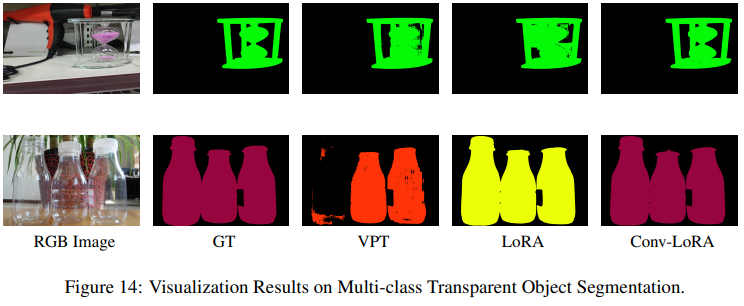 RGB Image GT VPT LoRA Conv-LoRA
Figure 14: Visualization Results on Multi-class Transparent Object Segmentation.